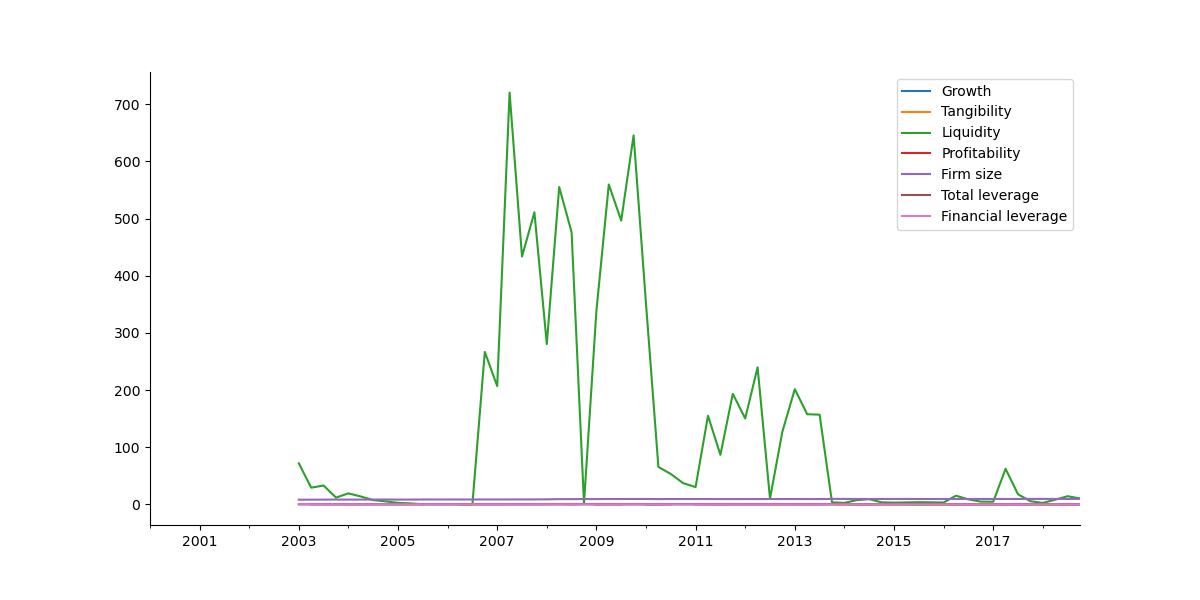 700
600
500
400
300
200
100
0
2001 2003 2005 2007 2009 2011 2013 2015 2017
Growth
Tangibility
Liquidity
Profitability
Firm size
Total leverage
Financial leverage